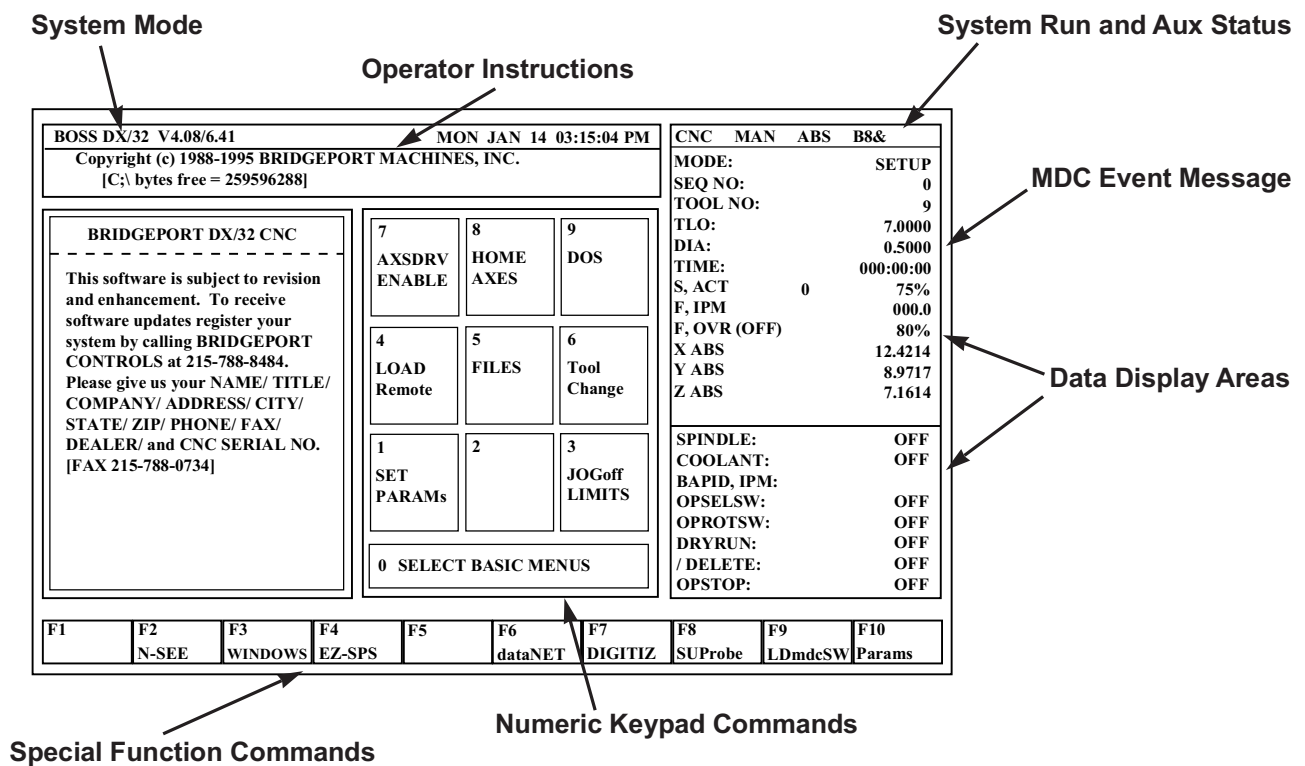 System Mode
System Run and Aux Status
Operator Instructions
BOSS DX/32 V4.08/6.41 MON JAN 14 03:15:04 PM
Copyright (c) 1988-1995 BRIDGEPORT MACHINES, INC.
[C;\ bytes free = 259596288]
BRIDGEPORT DX/32 CNC
This software is subject to revision
and enhancement. To receive
software updates register your
system by calling BRIDGEPORT
CONTROLS at 215-788-8484.
Please give us your NAME/ TITLE/
COMPANY/ ADDRESS/ CITY/
STATE/ ZIP/ PHONE/ FAX/
DEALER/ and CNC SERIAL NO.
[FAX 215-788-0734]
7
AXSDRV
ENABLE
8
HOME
AXES
9
DOS
4
LOAD
Remote
5
FILES
6
Tool
Change
1
SET
PARAMs
2
3
JOGoff
LIMITS
0 SELECT BASIC MENUS
CNC MAN ABS B8&
MODE: SETUP
SEQ NO: 0
TOOL NO: 9
TLO: 7.0000
DIA: 0.5000
TIME: 000:00:00
S, ACT 0 75%
F, IPM 000.0
F, OVR (OFF) 80%
X ABS 12.4214
Y ABS 8.9717
Z ABS 7.1614
SPINDLE: OFF
COOLANT: OFF
BAPID, IPM:
OPSELSW: OFF
OPROTSW: OFF
DRYRUN: OFF
/ DELETE: OFF
OPSTOP: OFF
MDC Event Message
Data Display Areas
F1
F2
N-SEE
F3
WINDOWS
F4
EZ-SPS
F5
F6
dataNET
F7
DIGITIZ
F8
SUProbe
F9
LDmdcSW
F10
Params
Numeric Keypad Commands
Special Function Commands